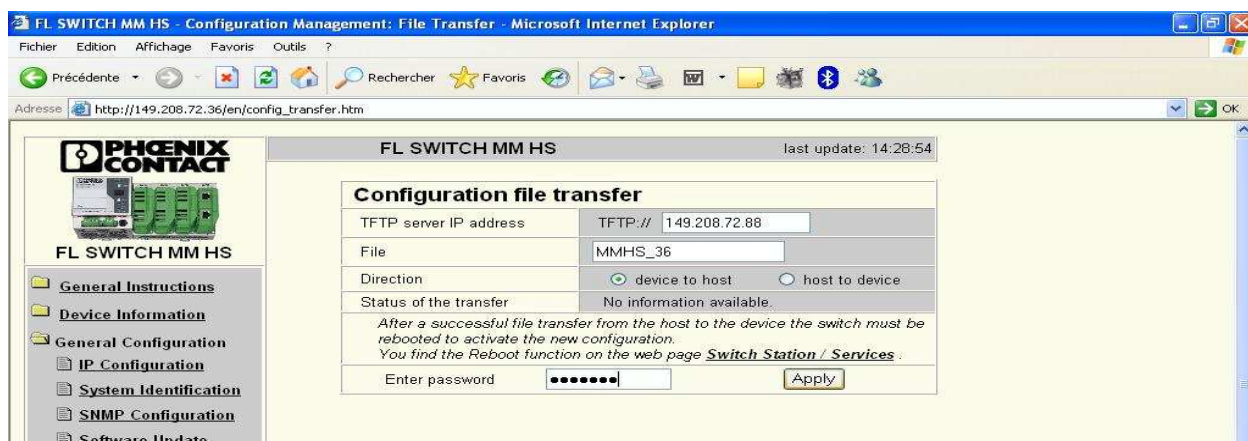 FL SWITCH MM HS - Configuration Management: File Transfer - Microsoft Internet Explorer
Fichier Edition Affichage Favoris Outils ?
Précédente Rechercher Favoris
Adresse http://149.208.72.36/en/config_transfer.htm OK
PHŒNIX
CONTACT
FL SWITCH MM HS
General Instructions
Device Information
General Configuration
IP Configuration
System Identification
SNMP Configuration
Software Update
FL SWITCH MM HS last update: 14:28:54
Configuration file transfer
TFTP server IP address TFTP:// 149.208.72.88
File MMHS_36
Direction device to host host to device
Status of the transfer No information available.
After a successful file transfer from the host to the device the switch must be
rebooted to activate the new configuration.
You find the Reboot function on the web page Switch Station / Services .
Enter password ●●●●●●● Apply